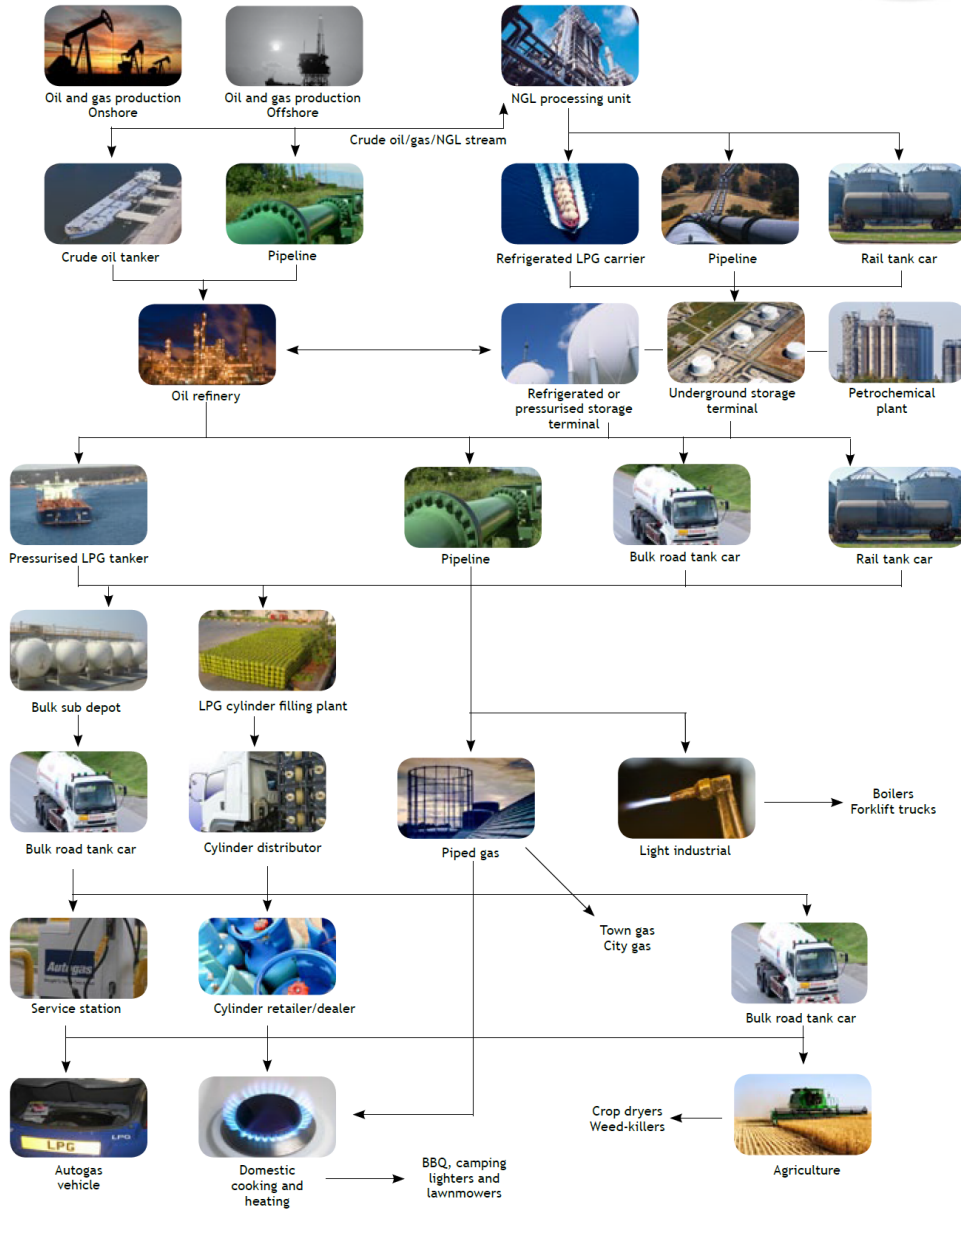 Oil and gas production
Onshore
Oil and gas production
Offshore
NGL processing unit
Crude oil/gas/NGL stream
Crude oil tanker
Pipeline
Refrigerated LPG carrier
Pipeline
Rail tank car
Oil refinery
Refrigerated or
pressurised storage
terminal
Underground storage
terminal
Petrochemical
plant
Pressurised LPG tanker
Pipeline
Bulk road tank car
Rail tank car
Bulk sub depot
LPG cylinder filling plant
Bulk road tank car
Cylinder distributor
Piped gas
Light industrial
Boilers
Forklift trucks
Town gas
City gas
Autogas
Service station
Cylinder retailer/dealer
Bulk road tank car
LPG
LPG
Autogas
vehicle
Domestic
cooking and
heating
BBQ, camping
lighters and
lawnmowers
Crop dryers
Weed-killers
Agriculture